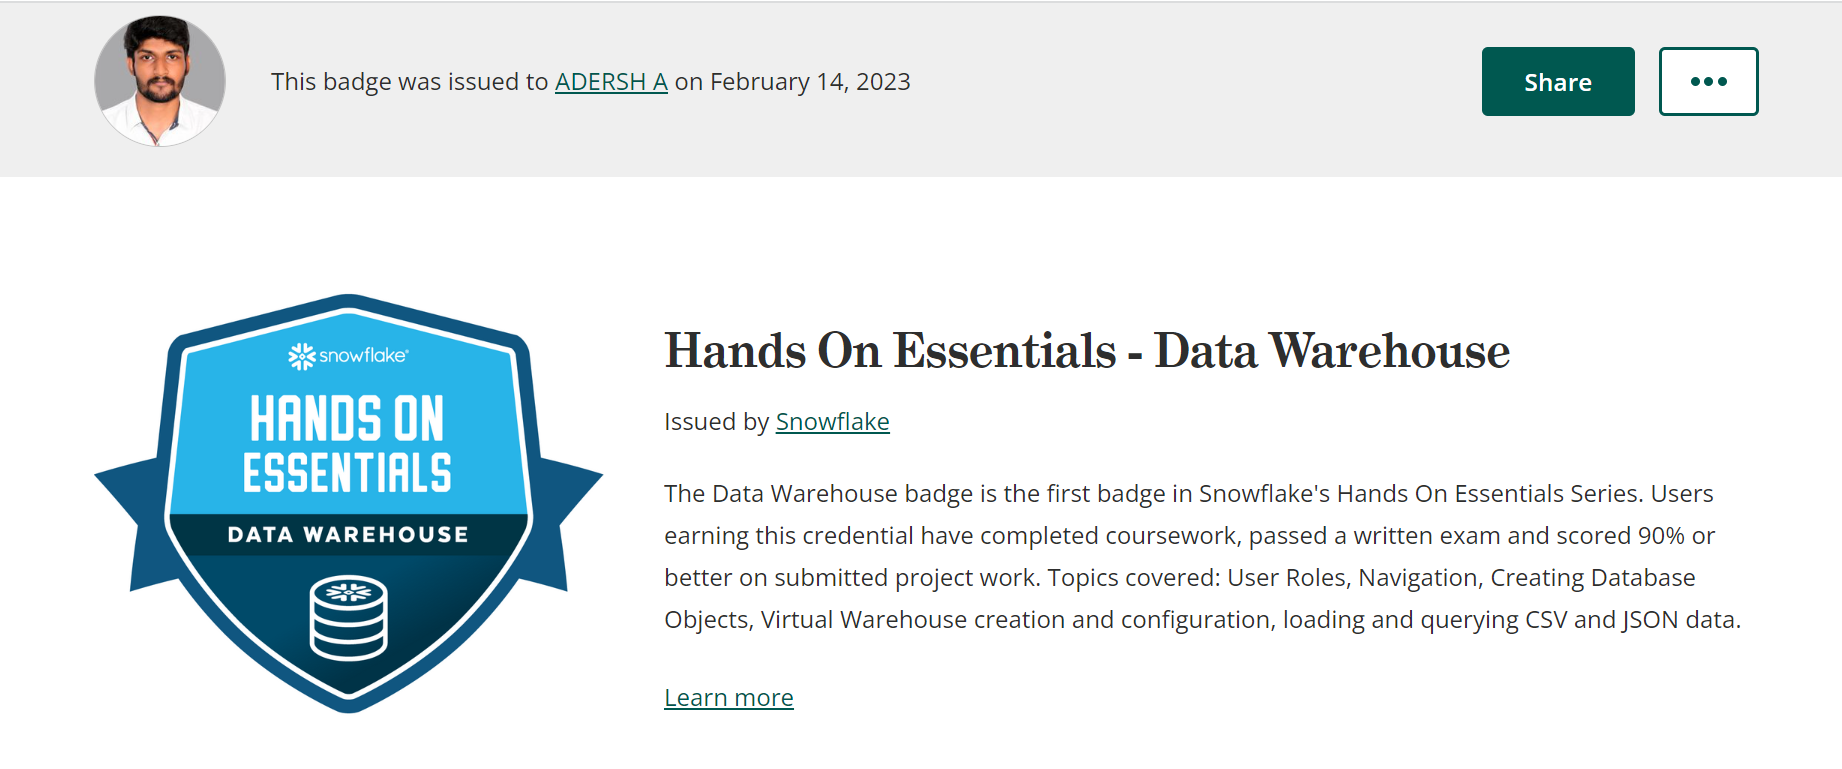 This badge was issued to ADERSH A on February 14, 2023
Share
snowflake®
HANDS ON
ESSENTIALS
DATA WAREHOUSE
Hands On Essentials - Data Warehouse
Issued by Snowflake
The Data Warehouse badge is the first badge in Snowflake's Hands On Essentials Series. Users
earning this credential have completed coursework, passed a written exam and scored 90% or
better on submitted project work. Topics covered: User Roles, Navigation, Creating Database
Objects, Virtual Warehouse creation and configuration, loading and querying CSV and JSON data.
Learn more